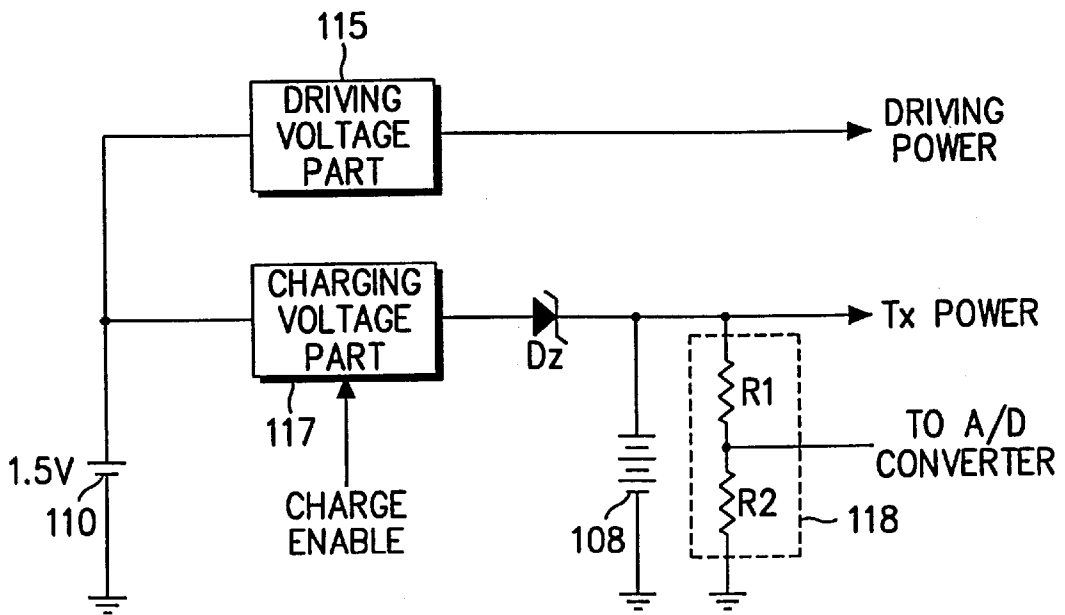 115
DRIVING
VOLTAGE
PART
DRIVING
POWER
CHARGING
VOLTAGE
PART
Dz
Tx POWER
117
R1
TO A/D
CONVERTER
1.5V
110
CHARGE
ENABLE
108
R2
118